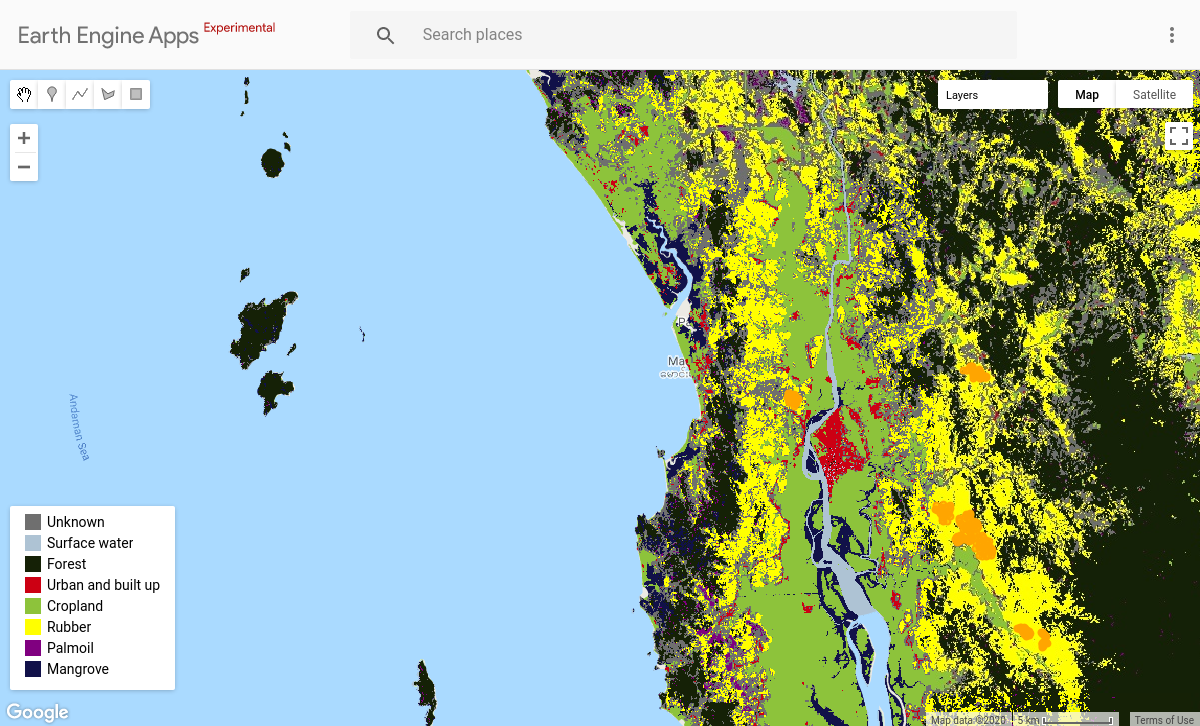 Earth Engine Apps Experimental
Search places
Layers
Map
Satellite
Ma
Andaman Sea
Unknown
Surface water
Forest
Urban and built up
Cropland
Rubber
Palmoil
Mangrove
Google
Map data ©2020
5 km
Terms of Use